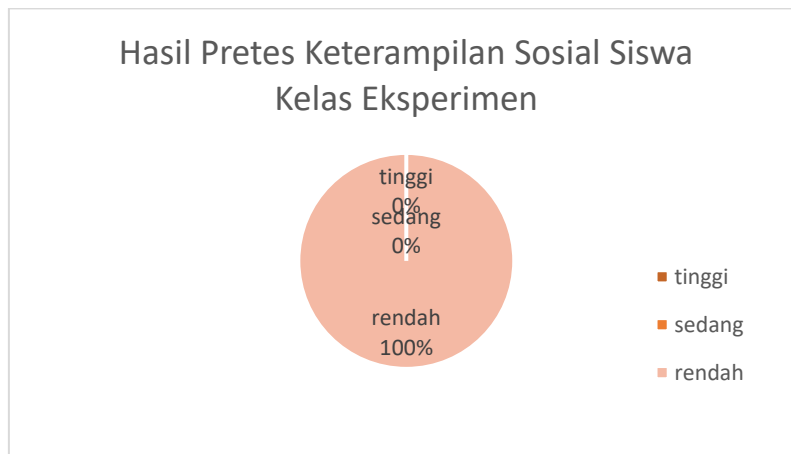 Hasil Pretes Keterampilan Sosial Siswa
Kelas Eksperimen
tinggi
0%
sedang
0%
rendah
100%
tinggi
sedang
rendah